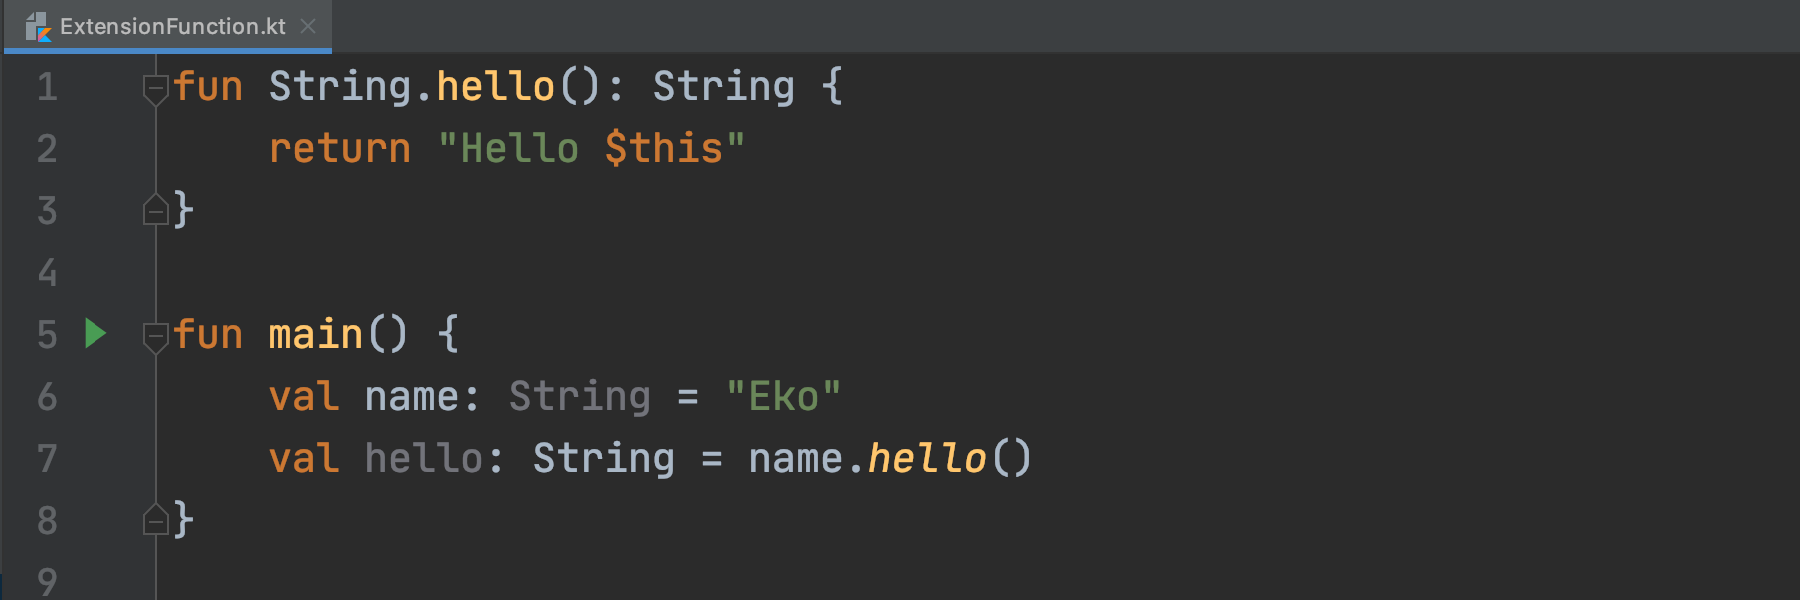 ExtensionFunction.kt
1 fun String.hello(): String {
2     return "Hello $this"
3 }
4
5 fun main() {
6     val name: String = "Eko"
7     val hello: String = name.hello()
8 }
9